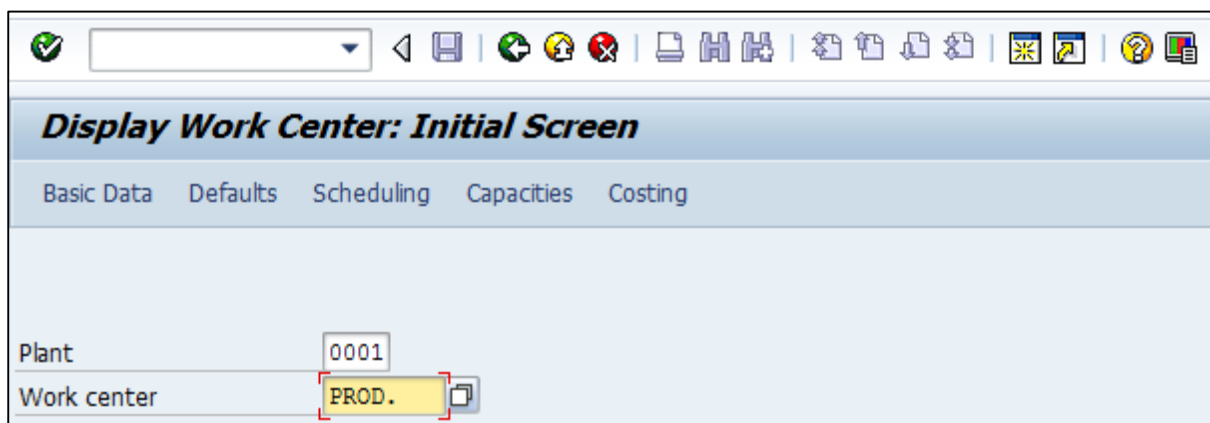 Display Work Center: Initial Screen
Basic Data Defaults Scheduling Capacities Costing
Plant 0001
Work center PROD.